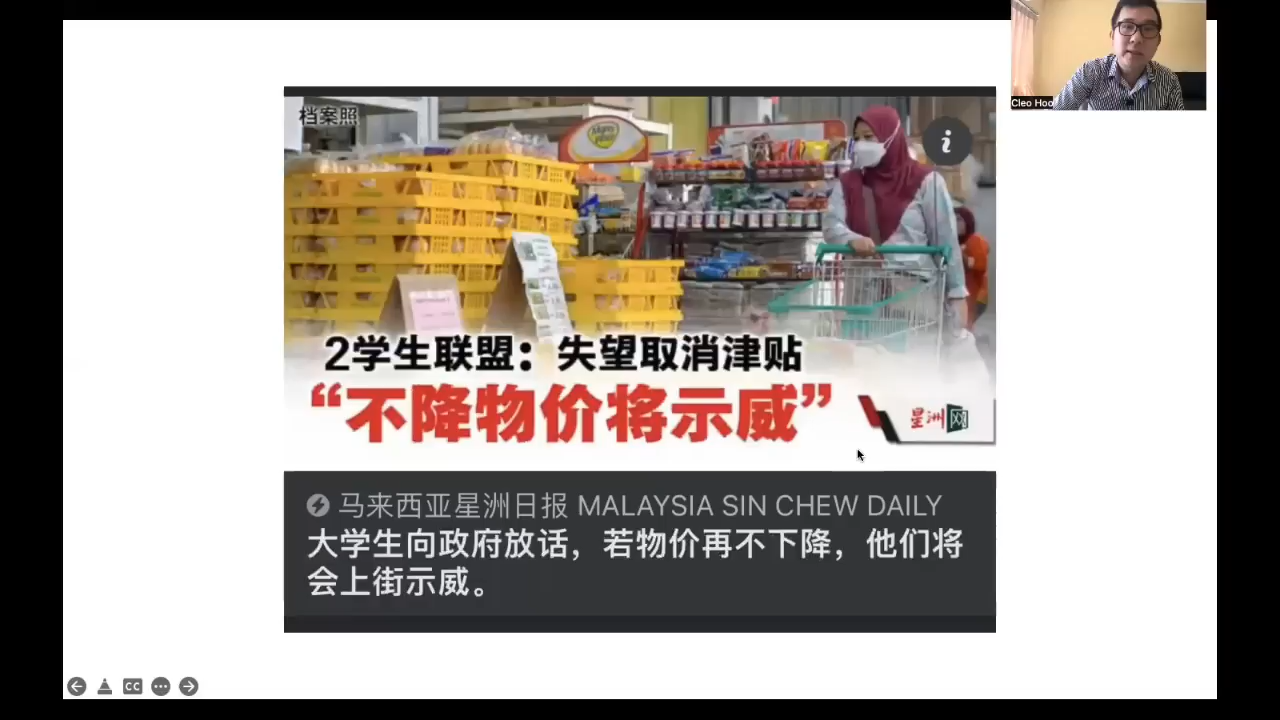 Cleo Hoo
档案照
2学生联盟：失望取消津贴
“不降物价将示威”
星洲网
马来西亚星洲日报 MALAYSIA SIN CHEW DAILY
大学生向政府放话，若物价再不下降，他们将
会上街示威。
CC